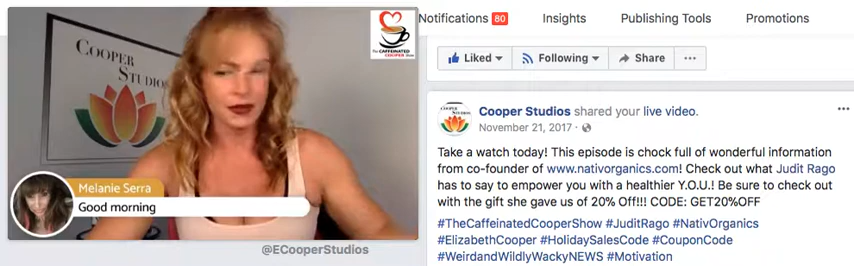 Notifications 80 Insights Publishing Tools Promotions
The CAFFEINATED
COOPER Show
COOPER
STUDIOS
Melanie Serra
Good morning
@ECooperStudios
Liked Following Share ...
COOPER
STUDIOS
Cooper Studios shared your live video.
November 21, 2017 ·
Take a watch today! This episode is chock full of wonderful information
from co-founder of www.nativorganics.com! Check out what Judit Rago
has to say to empower you with a healthier Y.O.U.! Be sure to check out
with the gift she gave us of 20% Off!!! CODE: GET20%OFF
#TheCaffeinatedCooperShow #JuditRago #NativOrganics
#ElizabethCooper #HolidaySalesCode #CouponCode
#WeirdandWildlyWackyNEWS #Motivation